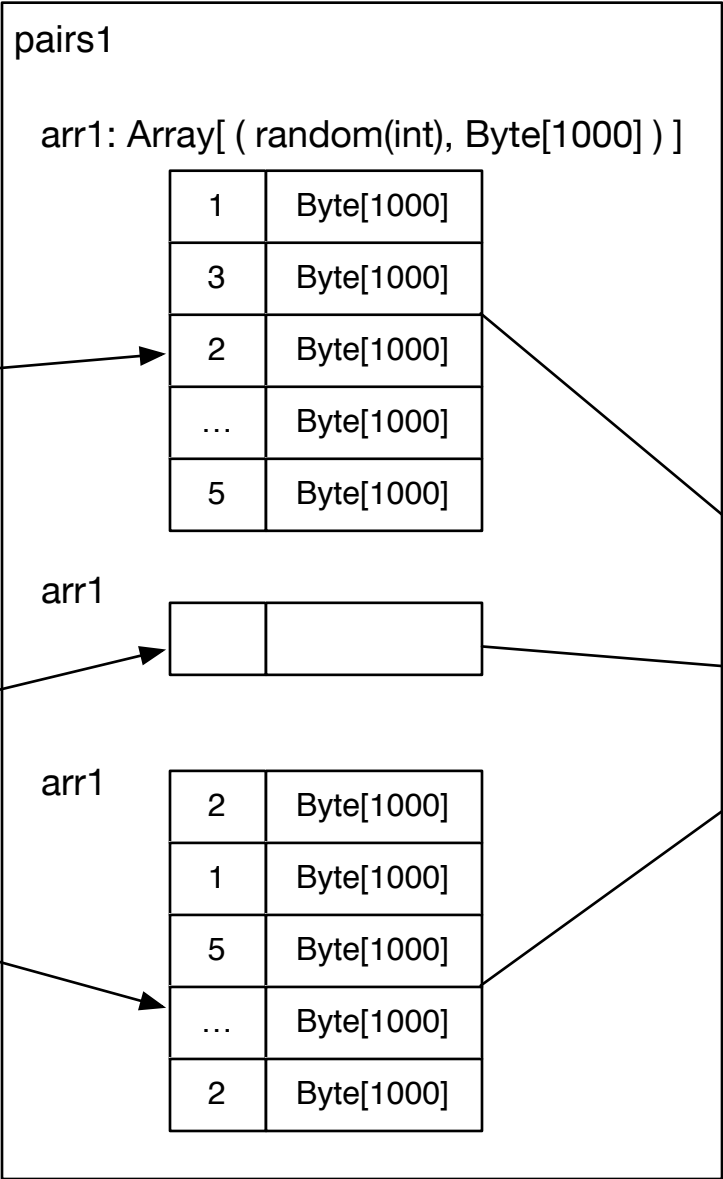 pairs1
arr1: Array[ ( random(int), Byte[1000] ) ]
1 Byte[1000]
3 Byte[1000]
2 Byte[1000]
… Byte[1000]
5 Byte[1000]
arr1
arr1
2 Byte[1000]
1 Byte[1000]
5 Byte[1000]
… Byte[1000]
2 Byte[1000]